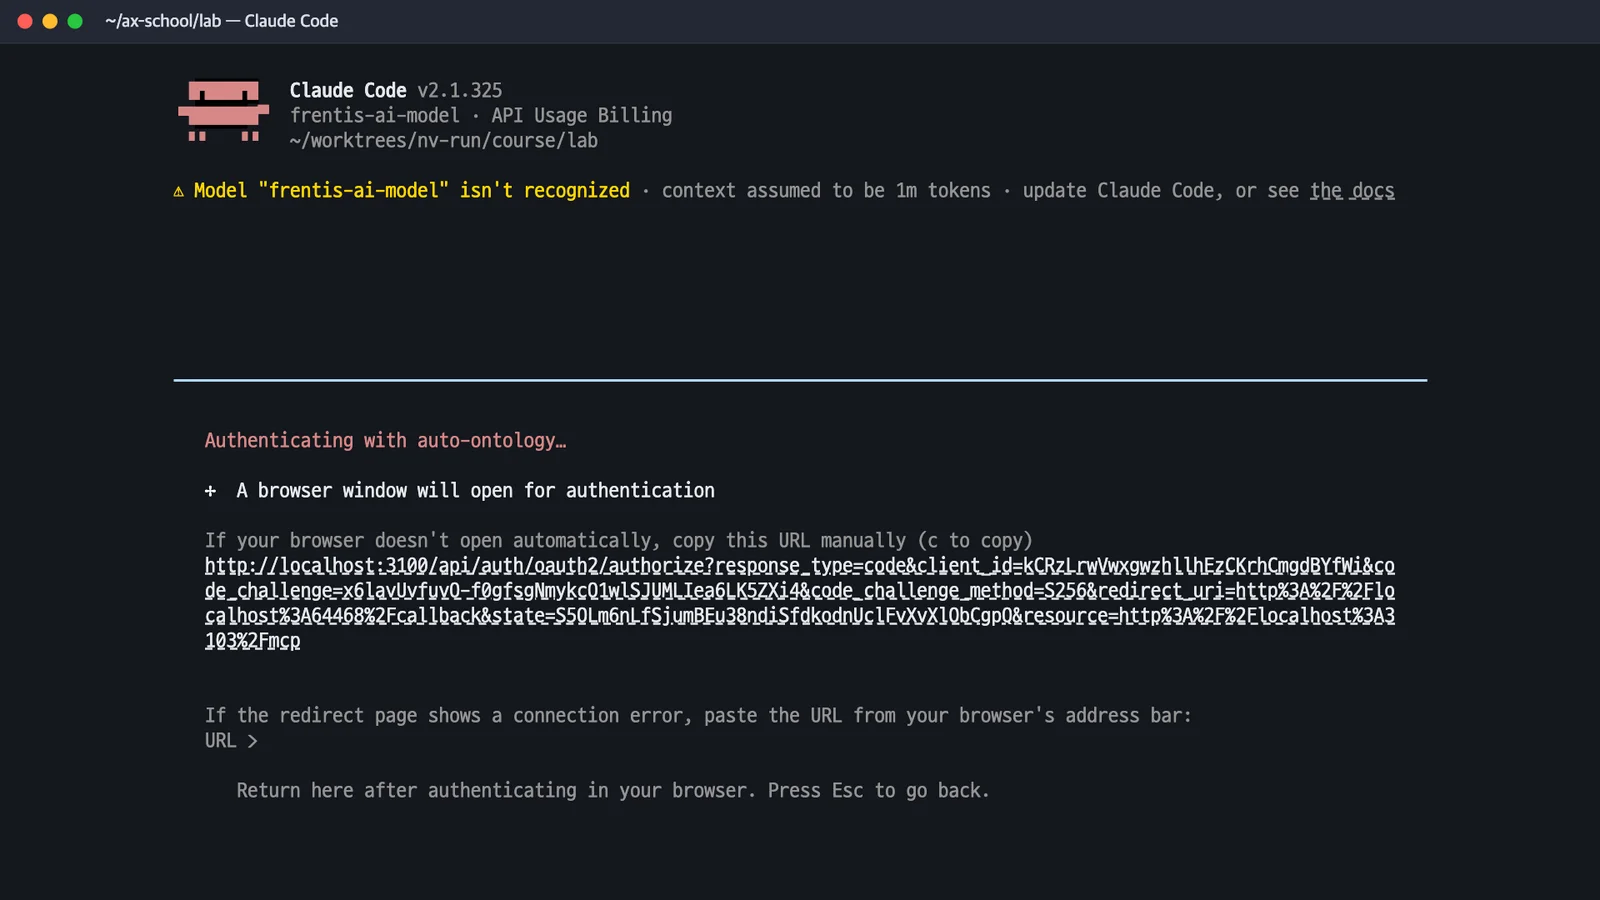 ~/ax-school/lab — Claude Code
Claude Code v2.1.325
frentis-ai-model · API Usage Billing
~/worktrees/nv-run/course/lab
⚠ Model "frentis-ai-model" isn't recognized · context assumed to be 1m tokens · update Claude Code, or see the docs
Authenticating with auto-ontology…
A browser window will open for authentication
If your browser doesn't open automatically, copy this URL manually (c to copy)
http://localhost:3100/api/auth/oauth2/authorize?response_type=code&client_id=kCRzLrwVwxgwzhllhEzCKrhCmgdBYfWi&co
de_challenge=x6lavUvfuvO-f0gfsgNmykcO1wlSJUMLIea6LK5ZXi4&code_challenge_method=S256&redirect_uri=http%3A%2F%2Flo
calhost%3A64468%2Fcallback&state=S5OLm6nLfSjumBEu38ndiSfdkodnUclFvXvXlObCgpQ&resource=http%3A%2F%2Flocalhost%3A3
103%2Fmcp
If the redirect page shows a connection error, paste the URL from your browser's address bar:
URL >
Return here after authenticating in your browser. Press Esc to go back.